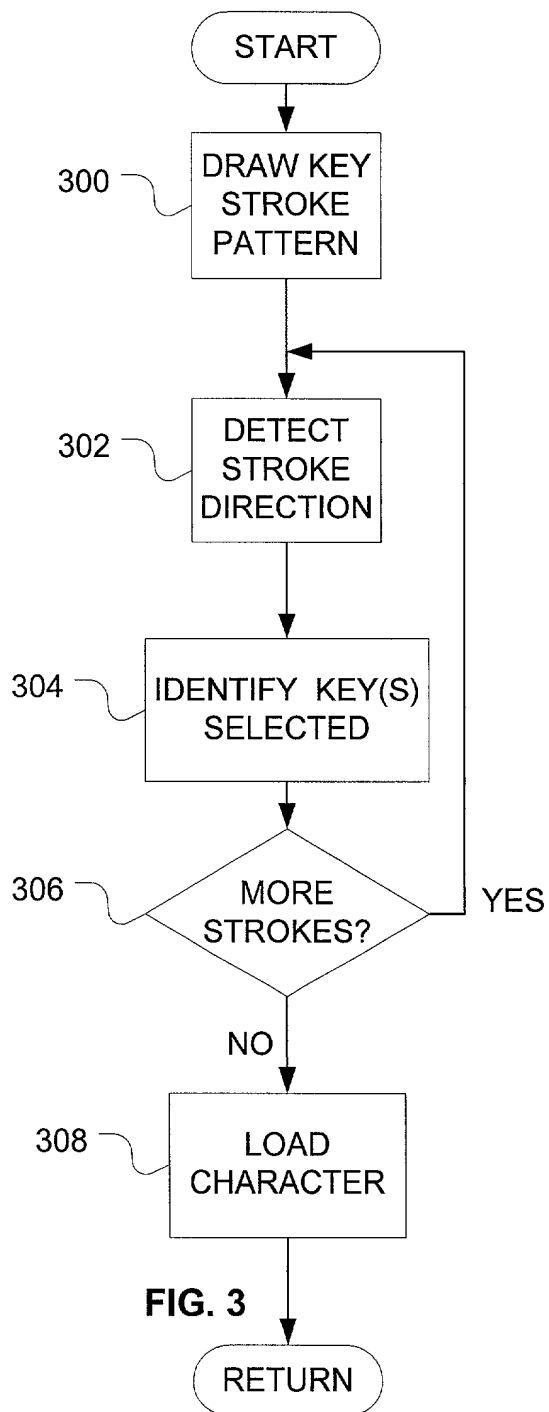 START
300
DRAW KEY
STROKE
PATTERN
302
DETECT
STROKE
DIRECTION
304
IDENTIFY KEY(S)
SELECTED
306
MORE
STROKES?
YES
NO
308
LOAD
CHARACTER
FIG. 3
RETURN